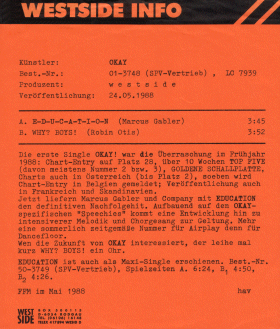 WESTSIDE INFO
Künstler: OKAY
Best.-Nr.: 01-3748 (SPV-Vertrieb) , LC 7939
Produzent: w e s t s i d e
Veröffentlichung: 24.05.1988
A. E-D-U-C-A-T-I-O-N (Marcus Gabler) 3:45
B. WHY? BOYS! (Robin Otis) 3:52
Die erste Single OKAY! war die Überraschung im Frühjahr
1988: Chart-Entry auf Platz 28, über 10 Wochen TOP FIVE
(davon meistens Nummer 2 bzw. 3), GOLDENE SCHALLPLATTE,
Charts auch in Österreich (bis Platz 2), soeben wird
Chart-Entry in Belgien gemeldet; Veröffentlichung auch
in Frankreich und Skandinavien.
Jetzt liefern Marcus Gabler und Company mit EDUCATION
den definitiven Nachfolgehit. Aufbauend auf den OKAY-
spezifischen "Speechies" kommt eine Entwicklung hin zu
intensiverer Melodik und Chorgesang zur Geltung. Mehr
eine sommerlich zeitgemäße Nummer für Airplay denn für
Dancefloor.
Wen die Zukunft von OKAY interessiert, der leihe mal
kurz WHY? BOYS! ein Ohr.
EDUCATION ist auch als Maxi-Single erschienen. Best.-Nr.
50-3749 (SPV-Vertrieb), Spielzeiten A. 6:24, B1 4:50,
B2 4:26.
FFM im Mai 1988 hav
WEST
SIDE